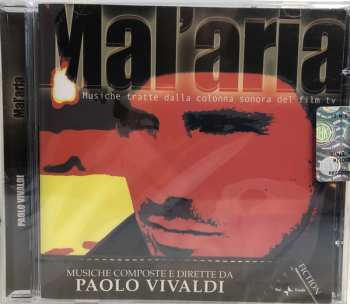 Mal'aria
Musiche tratte dalla colonna sonora del film tv
PAOLO VIVALDI
Mal'aria
MUSICHE COMPOSTE E DIRETTE DA
PAOLO VIVALDI
FICTION